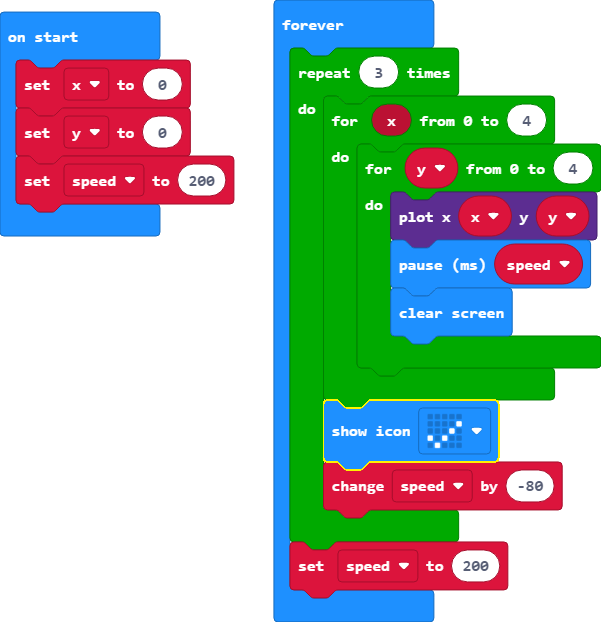 on start
set x to 0
set y to 0
set speed to 200
forever
repeat 3 times
do
for x from 0 to 4
do
for y from 0 to 4
do
plot x x y y
pause (ms) speed
clear screen
show icon
change speed by -80
set speed to 200